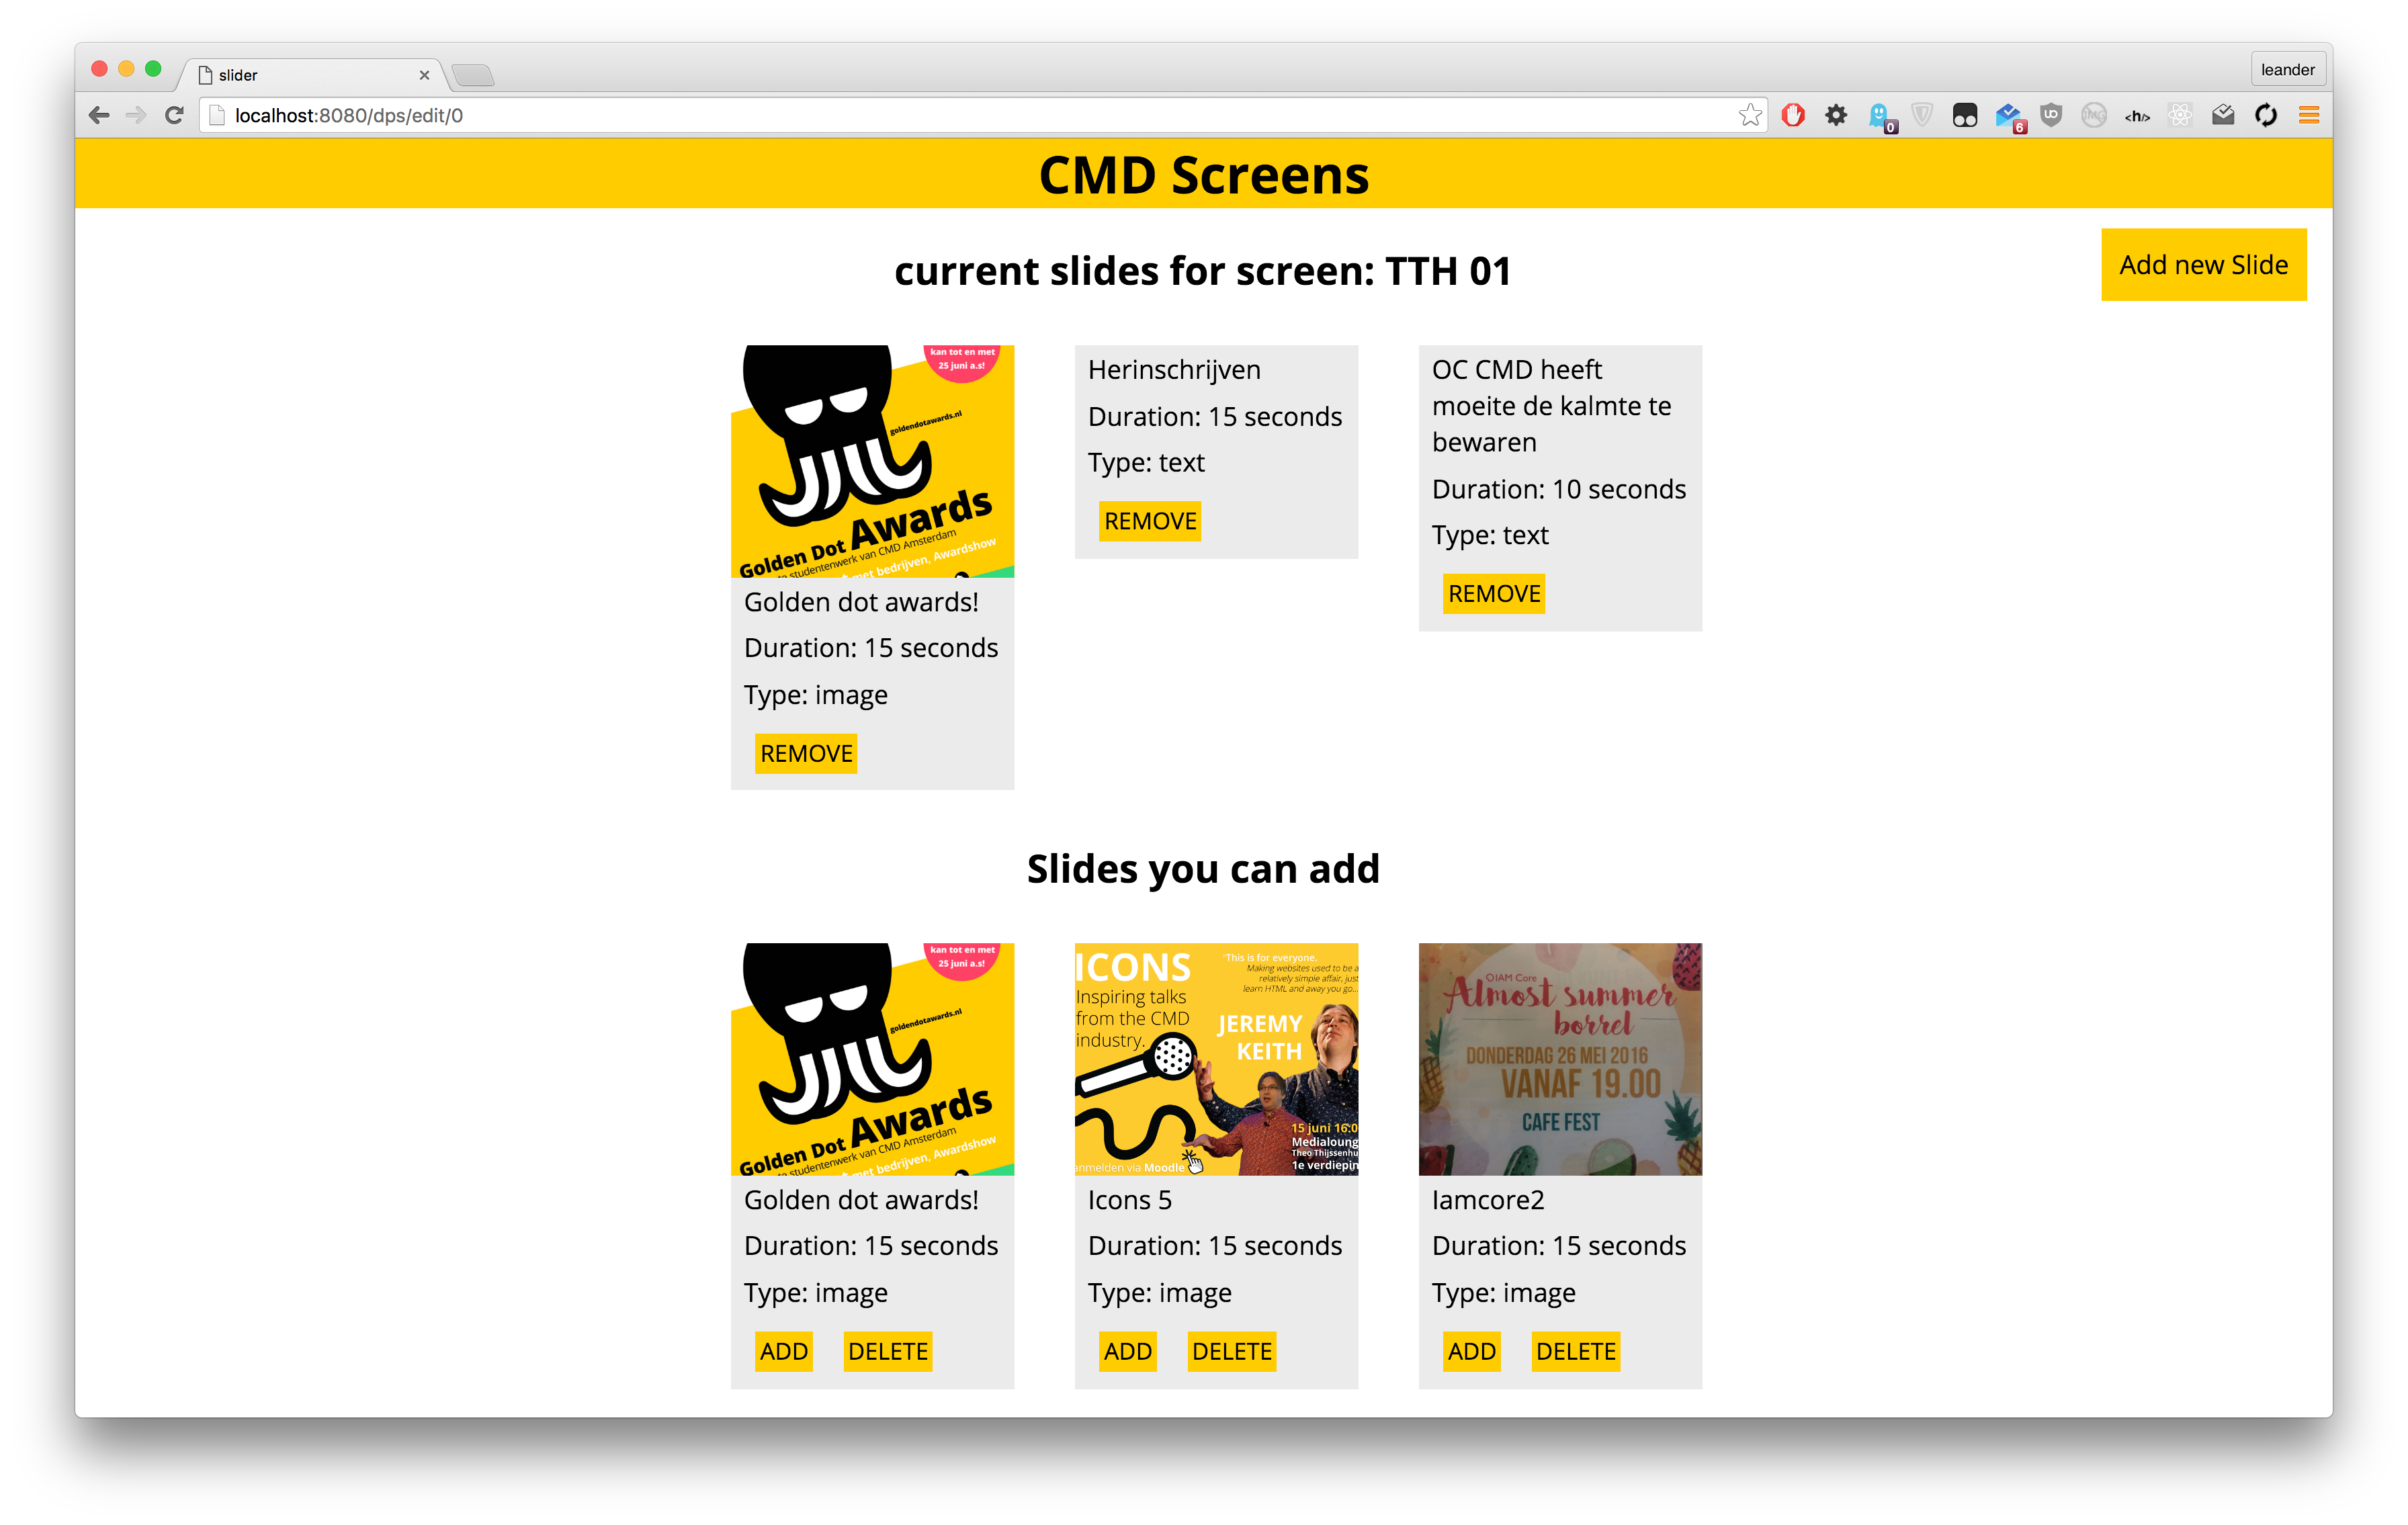 slider
leander
localhost:8080/dps/edit/0
0
6
UO
IMG
<h/>
CMD Screens
current slides for screen: TTH 01
Add new Slide
kan tot en met
25 juni a.s!
goldendotawards.nl
Golden Dot Awards
studentenwerk van CMD Amsterdam
met bedrijven, Awardshow
Golden dot awards!
Duration: 15 seconds
Type: image
REMOVE
Herinschrijven
Duration: 15 seconds
Type: text
REMOVE
OC CMD heeft
moeite de kalmte te
bewaren
Duration: 10 seconds
Type: text
REMOVE
Slides you can add
kan tot en met
25 juni a.s!
goldendotawards.nl
Golden Dot Awards
studentenwerk van CMD Amsterdam
met bedrijven, Awardshow
Golden dot awards!
Duration: 15 seconds
Type: image
ADD DELETE
ICONS
Inspiring talks
from the CMD
industry.
"This is for everyone.
Making websites used to be a
relatively simple affair, just
learn HTML and away you go...
JEREMY
KEITH
15 juni 16:0
Medialoung
Theo Thijssenhu
1e verdiepin
anmelden via Moodle
Icons 5
Duration: 15 seconds
Type: image
ADD DELETE
IAM Core
Almost summer
borrel
DONDERDAG 26 MEI 2016
VANAF 19.00
CAFE FEST
Iamcore2
Duration: 15 seconds
Type: image
ADD DELETE